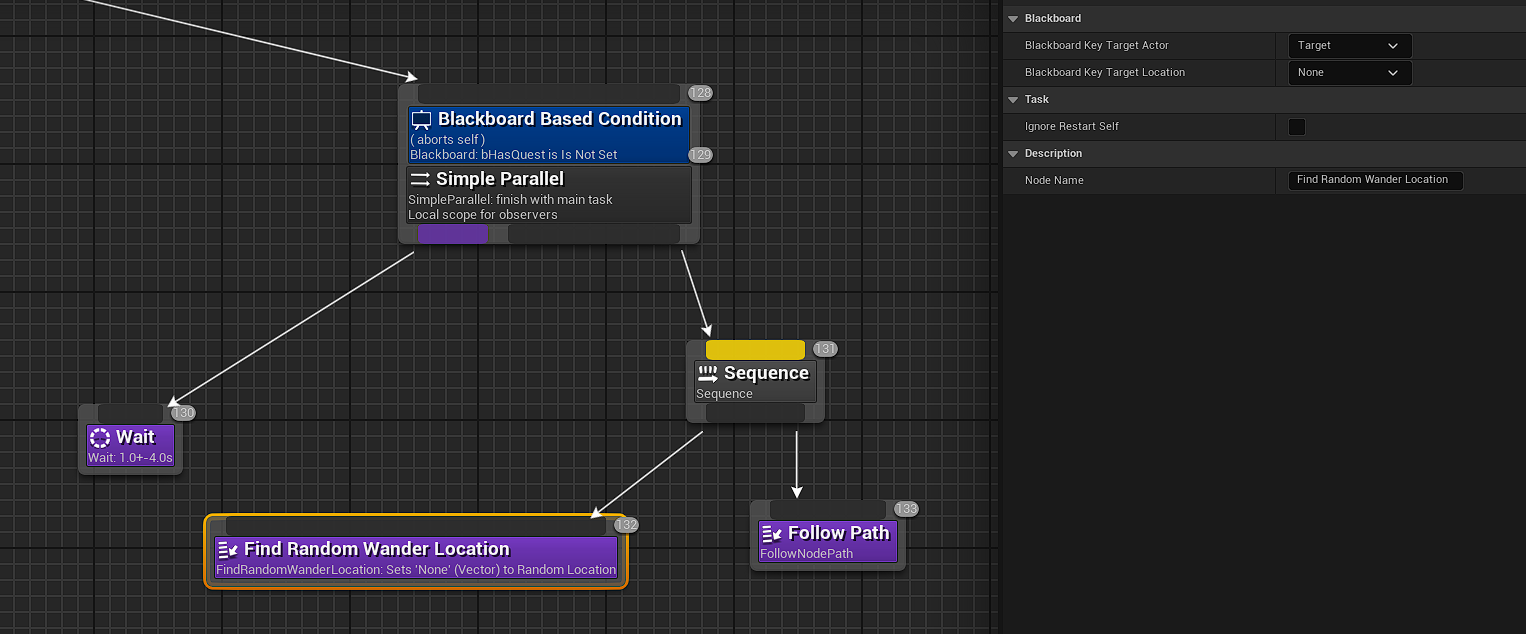 128
Blackboard Based Condition
( aborts self )
Blackboard: bHasQuest is Is Not Set
129
Simple Parallel
SimpleParallel: finish with main task
Local scope for observers
131
Sequence
Sequence
130
Wait
Wait: 1.0+-4.0s
132
Find Random Wander Location
FindRandomWanderLocation: Sets 'None' (Vector) to Random Location
133
Follow Path
FollowNodePath
Blackboard
Blackboard Key Target Actor
Target
Blackboard Key Target Location
None
Task
Ignore Restart Self
Description
Node Name
Find Random Wander Location